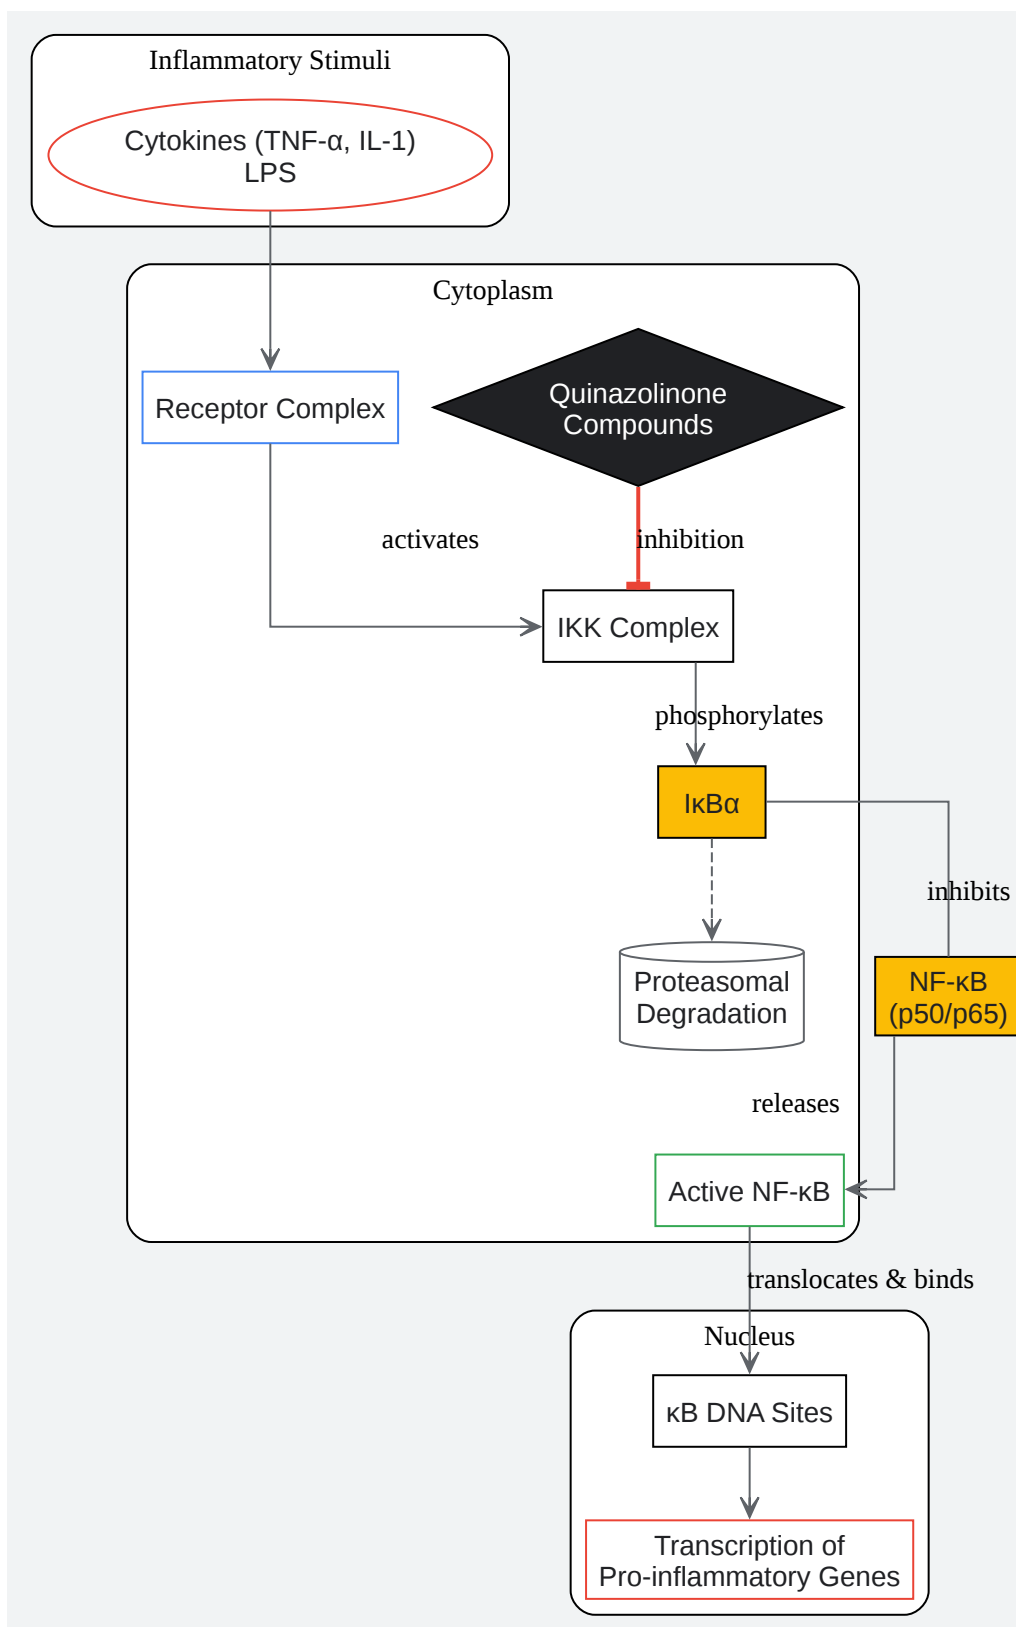 Inflammatory Stimuli
Cytokines (TNF-α, IL-1)
LPS
Cytoplasm
Quinazolinone
Compounds
Receptor Complex
activates
inhibition
IKK Complex
phosphorylates
IκBα
inhibits
Proteasomal
Degradation
NF-κB
(p50/p65)
releases
Active NF-κB
translocates & binds
Nucleus
κB DNA Sites
Transcription of
Pro-inflammatory Genes